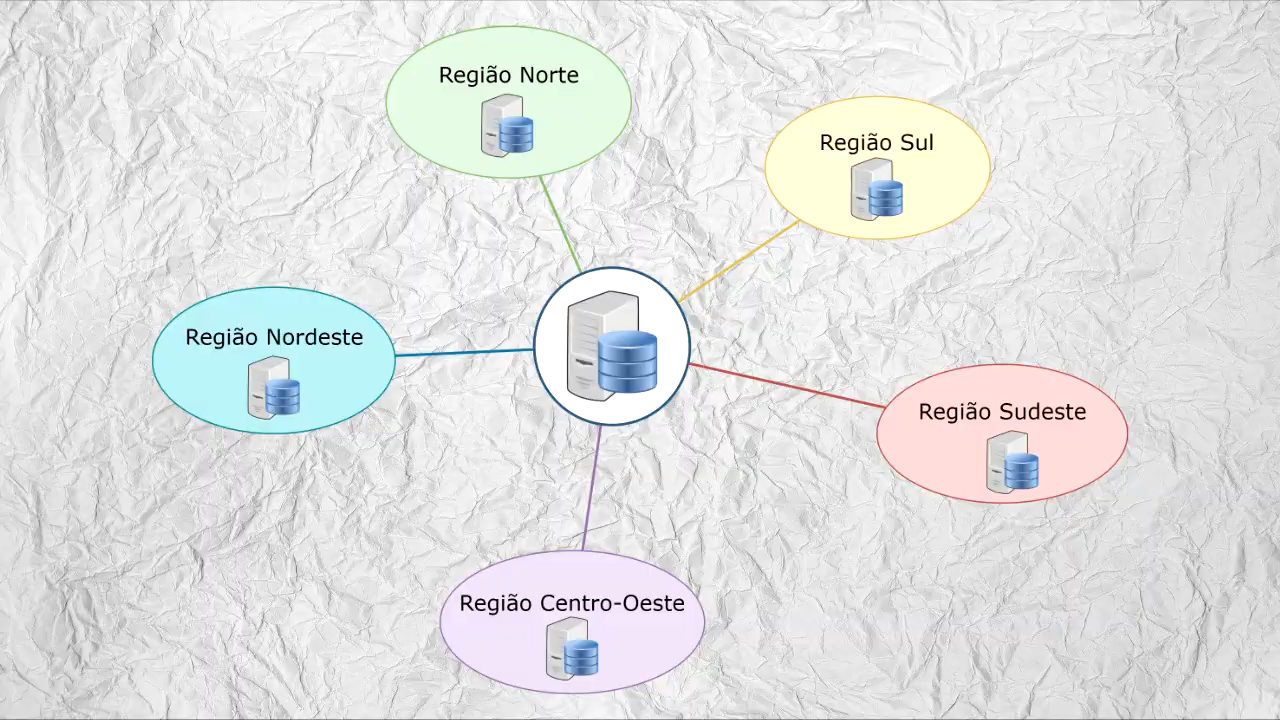 Região Norte
Região Sul
Região Nordeste
Região Sudeste
Região Centro-Oeste